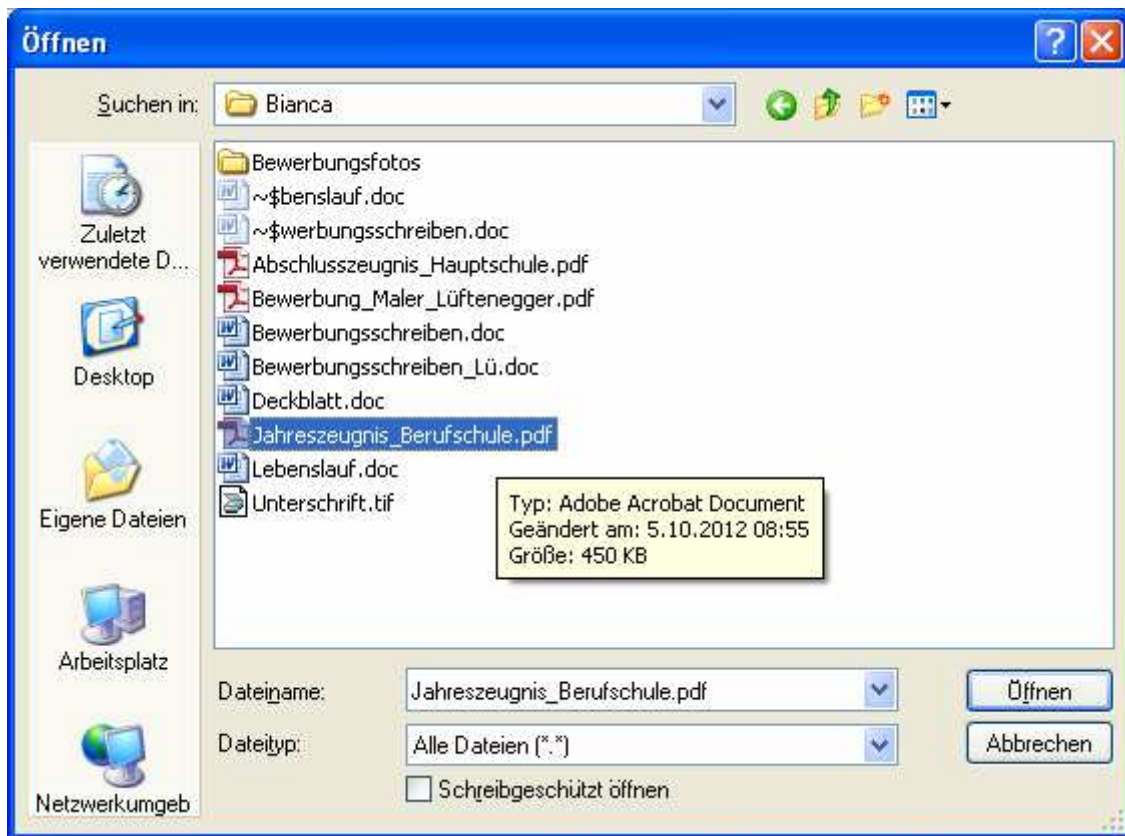 Öffnen
Suchen in:
Bianca
Zuletzt
verwendete D...
Desktop
Eigene Dateien
Arbeitsplatz
Netzwerkumgeb
Bewerbungsfotos
~$benslauf.doc
~$werbungsschreiben.doc
Abschlusszeugnis_Hauptschule.pdf
Bewerbung_Maler_Lüftenegger.pdf
Bewerbungsschreiben.doc
Bewerbungsschreiben_Lü.doc
Deckblatt.doc
Jahreszeugnis_Berufschule.pdf
Lebenslauf.doc
Unterschrift.tif
Typ: Adobe Acrobat Document
Geändert am: 5.10.2012 08:55
Größe: 450 KB
Dateiname:
Jahreszeugnis_Berufschule.pdf
Öffnen
Dateityp:
Alle Dateien (*.*)
Abbrechen
Schreibgeschützt öffnen